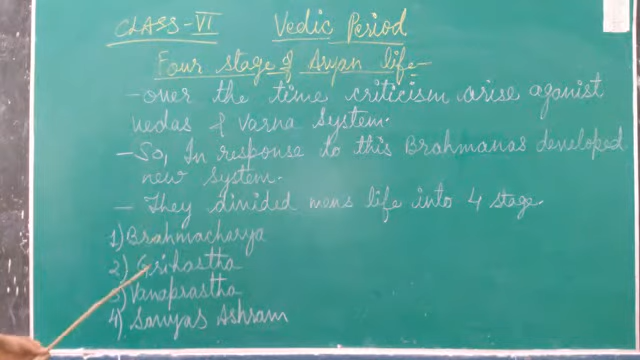 CLASS-VI Vedic Period
Four stage of Aryan life-
- over the time criticism arise aganist
vedas & Varna System.
- So, In response to this Brahmanas developed
new system.
- They divided mens life into 4 stage.
1) Brahmacharya
2) Grihastha
3) Vanaprastha
4) Sanyas Ashram